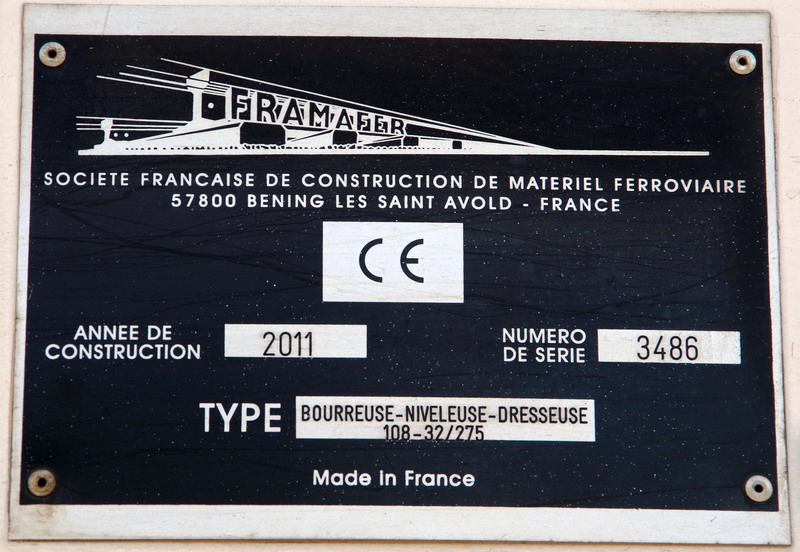 FRAMAFER
SOCIETE FRANCAISE DE CONSTRUCTION DE MATERIEL FERROVIAIRE
57800 BENING LES SAINT AVOLD - FRANCE
CE
ANNEE DE
CONSTRUCTION
2011
NUMERO
DE SERIE
3486
TYPE
BOURREUSE-NIVELEUSE-DRESSEUSE
108-32/275
Made in France